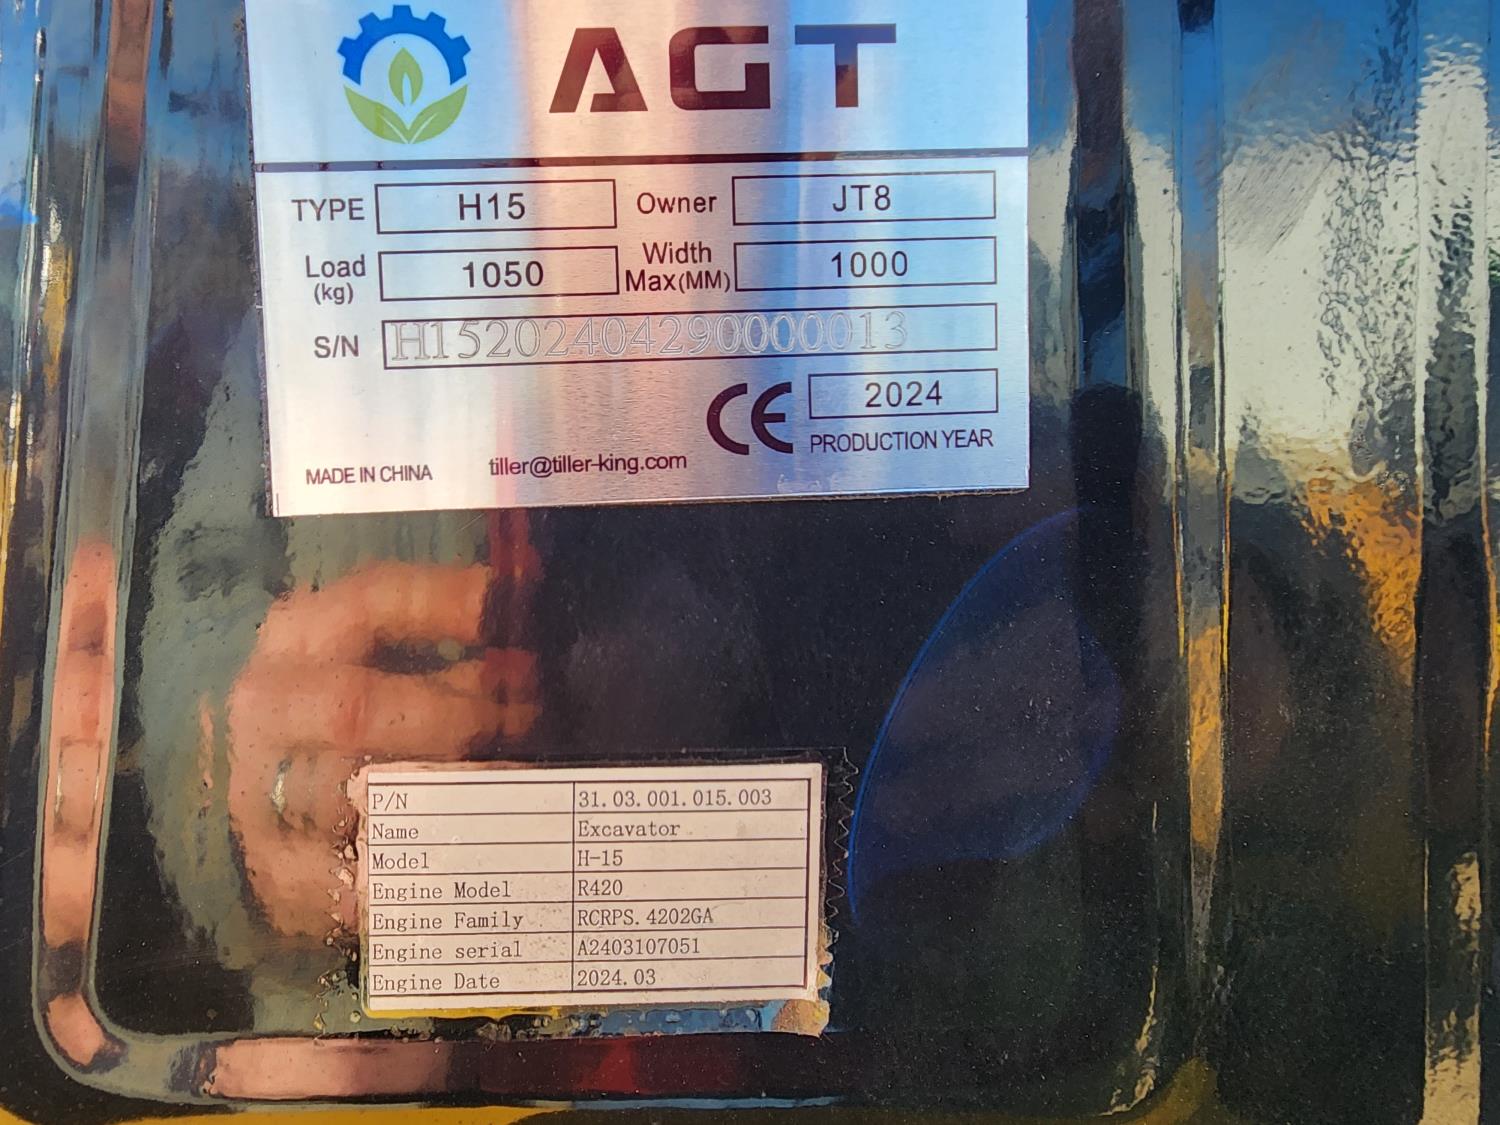 AGT
TYPE H15 Owner JT8
Load (kg) 1050 Width Max(MM) 1000
S/N H15202404290000013
CE 2024
PRODUCTION YEAR
MADE IN CHINA tiller@tiller-king.com
P/N 31.03.001.015.003
Name Excavator
Model H-15
Engine Model R420
Engine Family RCRPS.4202GA
Engine serial A2403107051
Engine Date 2024.03